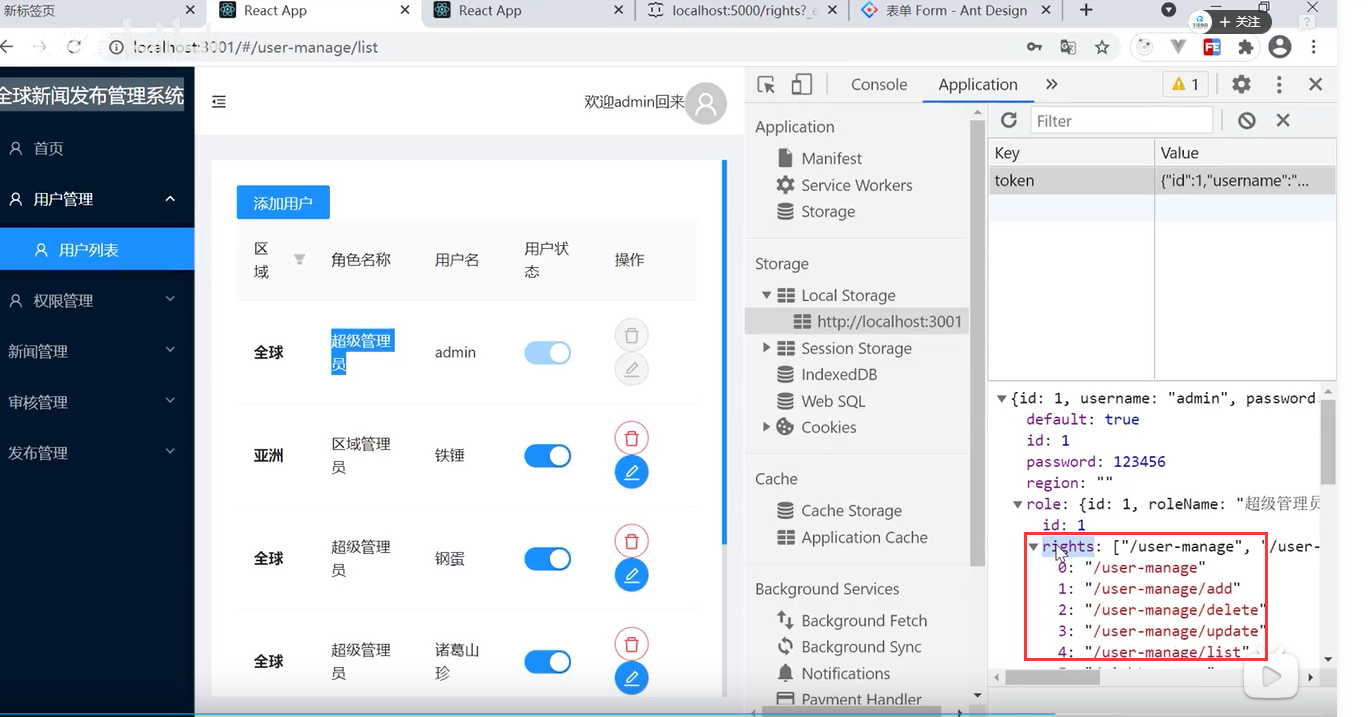 新标签页
React App
React App
localhost:5000/rights?_e
表单 Form - Ant Design
+ 关注
localhost:3001/#/user-manage/list
全球新闻发布管理系统
首页
用户管理
用户列表
权限管理
新闻管理
审核管理
发布管理
欢迎admin回来
添加用户
区域 角色名称 用户名 用户状态 操作
全球 超级管理员 admin
亚洲 区域管理员 铁锤
全球 超级管理员 钢蛋
全球 超级管理员 诸葛山珍
Console
Application
1
Application
Manifest
Service Workers
Storage
Storage
Local Storage
http://localhost:3001
Session Storage
IndexedDB
Web SQL
Cookies
Cache
Cache Storage
Application Cache
Background Services
Background Fetch
Background Sync
Notifications
Payment Handler
Filter
Key Value
token {"id":1,"username":"...
{id: 1, username: "admin", password:
default: true
id: 1
password: 123456
region: ""
role: {id: 1, roleName: "超级管理员
id: 1
rights: ["/user-manage", "/user-
0: "/user-manage"
1: "/user-manage/add"
2: "/user-manage/delete"
3: "/user-manage/update"
4: "/user-manage/list"